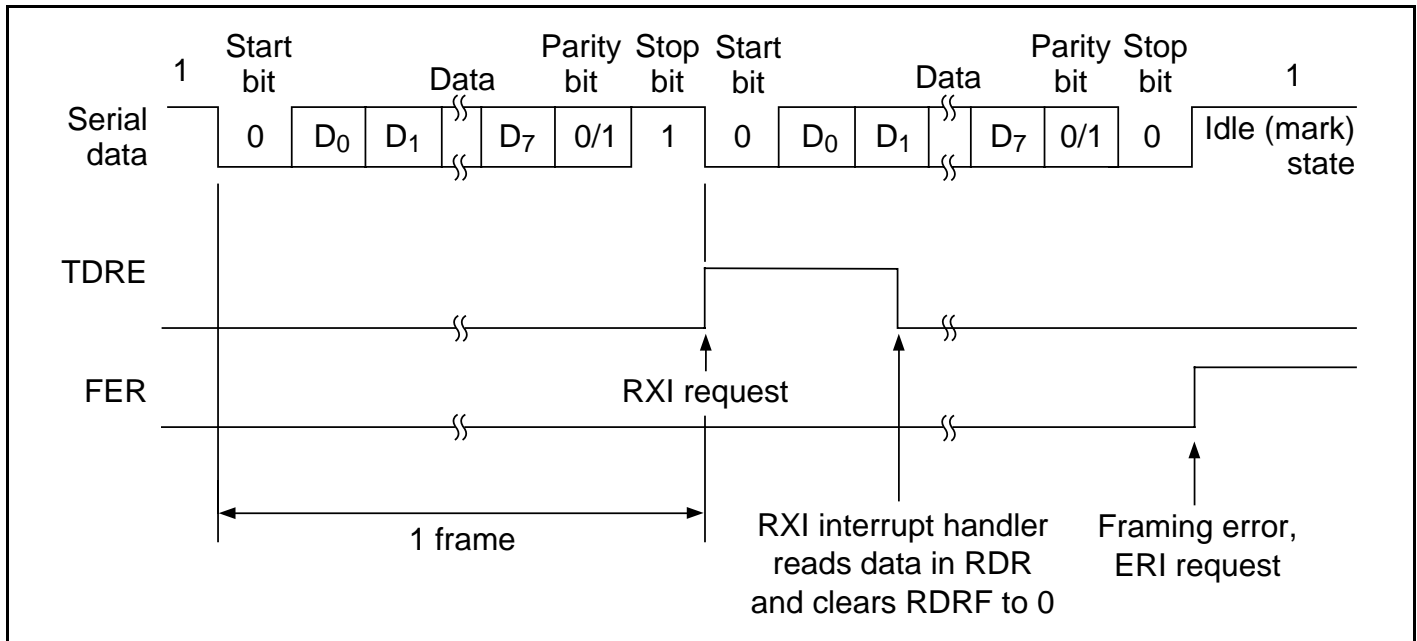 1 Start bit Data Parity bit Stop bit Start bit Data Parity bit Stop bit 1
Serial data 0 D0 D1 D7 0/1 1 0 D0 D1 D7 0/1 0 Idle (mark) state
TDRE
RXI request
FER
1 frame
RXI interrupt handler
reads data in RDR
and clears RDRF to 0
Framing error,
ERI request